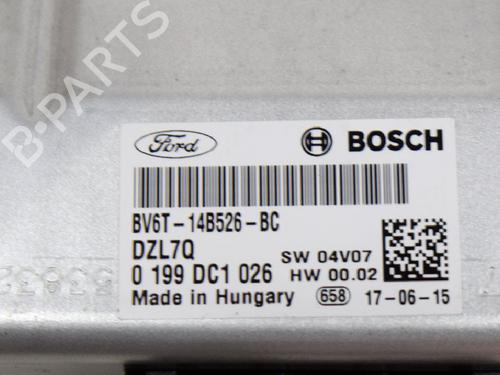 B-PARTS
Ford BOSCH
BV6T-14B526-BC
DZL7Q SW 04V07
0 199 DC1 026 HW 00.02
Made in Hungary 658 17-06-15